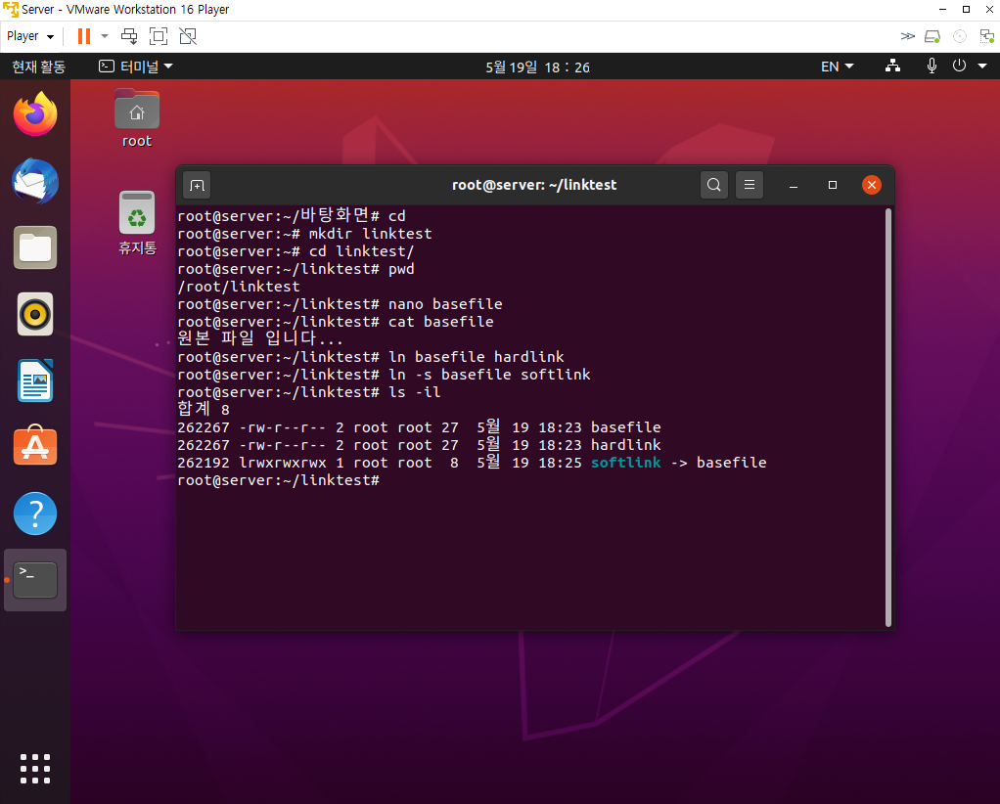 Server - VMware Workstation 16 Player
Player
현재 활동
터미널
5월 19일 18 : 26
EN
root
휴지통
root@server: ~/linktest
root@server:~/바탕화면# cd
root@server:~# mkdir linktest
root@server:~# cd linktest/
root@server:~/linktest# pwd
/root/linktest
root@server:~/linktest# nano basefile
root@server:~/linktest# cat basefile
원본 파일 입니다...
root@server:~/linktest# ln basefile hardlink
root@server:~/linktest# ln -s basefile softlink
root@server:~/linktest# ls -il
합계 8
262267 -rw-r--r-- 2 root root 27  5월 19 18:23 basefile
262267 -rw-r--r-- 2 root root 27  5월 19 18:23 hardlink
262192 lrwxrwxrwx 1 root root  8  5월 19 18:25 softlink -> basefile
root@server:~/linktest#